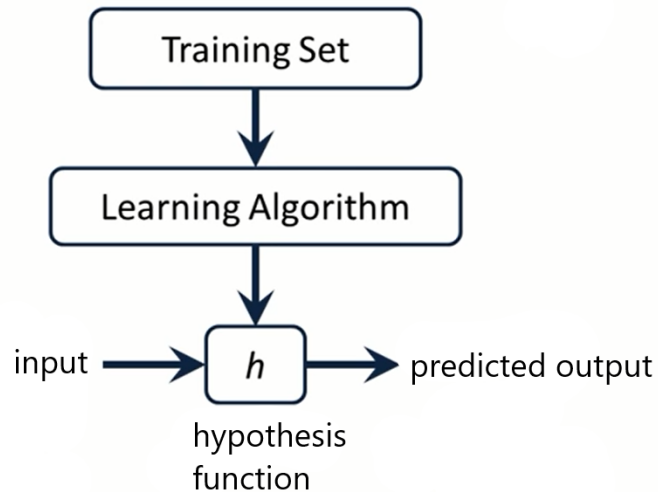 Training Set
Learning Algorithm
input
h
predicted output
hypothesis
function